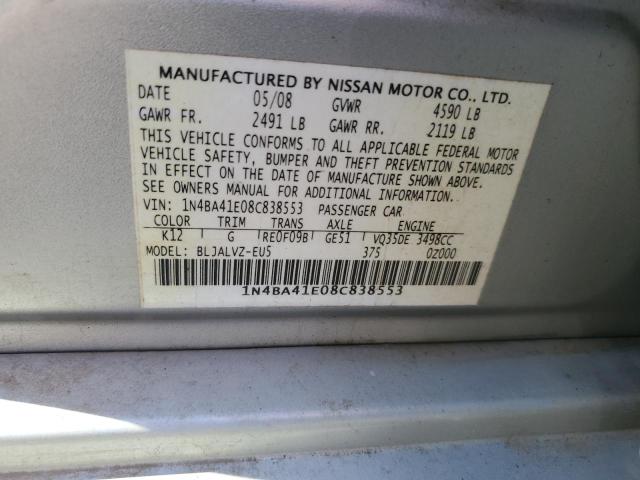 MANUFACTURED BY NISSAN MOTOR CO., LTD.
DATE 05/08 GVWR 4590 LB
GAWR FR. 2491 LB GAWR RR. 2119 LB
THIS VEHICLE CONFORMS TO ALL APPLICABLE FEDERAL MOTOR
VEHICLE SAFETY, BUMPER AND THEFT PREVENTION STANDARDS
IN EFFECT ON THE DATE OF MANUFACTURE SHOWN ABOVE.
SEE OWNERS MANUAL FOR ADDITIONAL INFORMATION.
VIN: 1N4BA41E08C838553 PASSENGER CAR
COLOR TRIM TRANS AXLE ENGINE
K12 G RE0F09B GE51 VQ35DE 3498CC
MODEL: BLJALVZ-EU5 375 0Z000
1N4BA41E08C838553